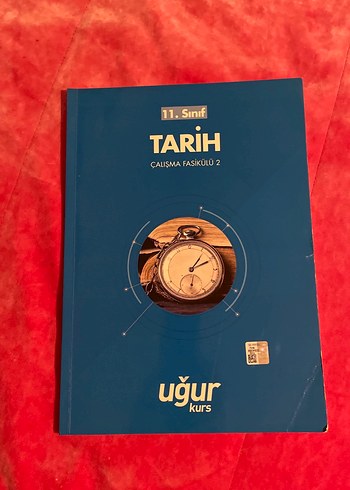 11. Sınıf
TARİH
ÇALIŞMA FASİKÜLÜ 2
uğur
kurs